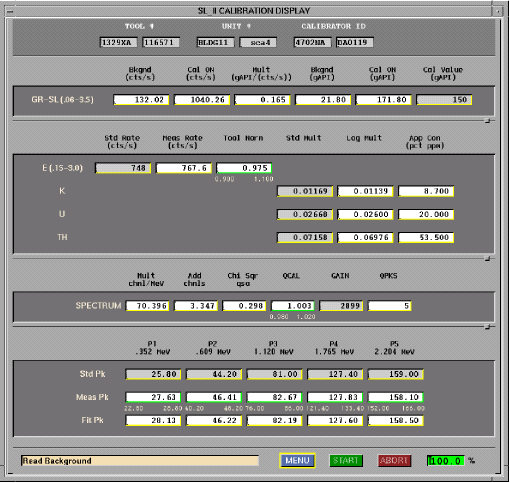 SL_II CALIBRATION DISPLAY
TOOL # UNIT # CALIBRATOR ID
1329XA 116571 BLDG11 sca4 4702NA DA0119
Bkgnd Cal ON Mult Bkgnd Cal ON Cal Value
(cts/s) (cts/s) (gAPI/(cts/s)) (gAPI) (gAPI) (gAPI)
GR-SL (.06-3.5) 132.02 1040.26 0.165 21.80 171.80 150
Std Rate Meas Rate Tool Norm Std Mult Log Mult App Con
(cts/s) (cts/s) (pct ppm)
E (.15-3.0) 748 767.6 0.975
0.900 1.100
K 0.01169 0.01139 8.700
U 0.02668 0.02600 20.000
TH 0.07158 0.06976 53.500
Mult Add Chi Sqr QCAL GAIN QPKS
chnl/MeV chnls qsa
SPECTRUM 70.396 3.347 0.298 1.003 2899 5
0.980 1.020
P1 P2 P3 P4 P5
.352 MeV .609 MeV 1.120 MeV 1.765 MeV 2.204 MeV
Std Pk 25.80 44.20 81.00 127.40 159.00
Meas Pk 27.63 46.41 82.67 127.83 158.10
22.80 28.80 40.20 48.20 76.00 86.00 121.40 133.40 152.00 166.00
Fit Pk 28.13 46.22 82.19 127.60 158.50
Read Background MENU START ABORT 100.0 %